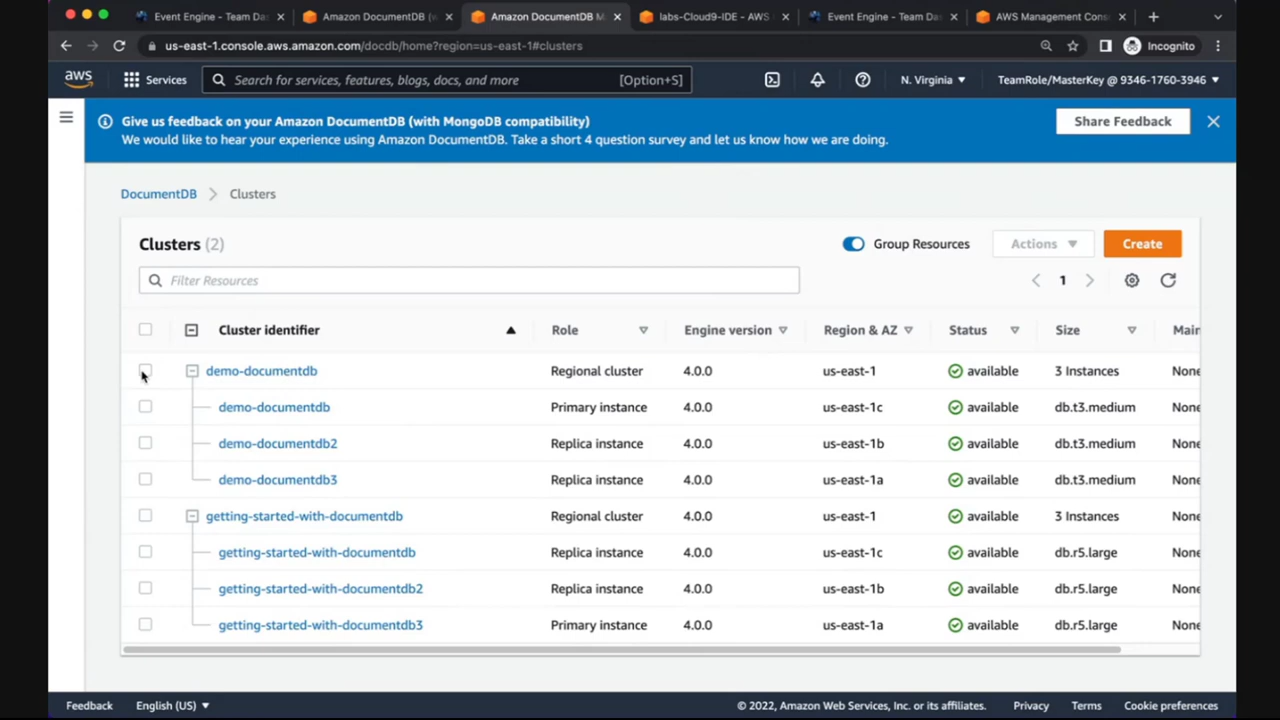 Event Engine - Team Da
Amazon DocumentDB (w
Amazon DocumentDB M
labs-Cloud9-IDE - AWS
Event Engine - Team Da
AWS Management Cons
us-east-1.console.aws.amazon.com/docdb/home?region=us-east-1#clusters
Incognito
aws
Services
Search for services, features, blogs, docs, and more
[Option+S]
N. Virginia
TeamRole/MasterKey @ 9346-1760-3946
Give us feedback on your Amazon DocumentDB (with MongoDB compatibility)
We would like to hear your experience using Amazon DocumentDB. Take a short 4 question survey and let us know how we are doing.
Share Feedback
DocumentDB > Clusters
Clusters (2)
Group Resources
Actions
Create
Filter Resources
1
Cluster identifier Role Engine version Region & AZ Status Size Main
demo-documentdb Regional cluster 4.0.0 us-east-1 available 3 Instances None
demo-documentdb Primary instance 4.0.0 us-east-1c available db.t3.medium None
demo-documentdb2 Replica instance 4.0.0 us-east-1b available db.t3.medium None
demo-documentdb3 Replica instance 4.0.0 us-east-1a available db.t3.medium None
getting-started-with-documentdb Regional cluster 4.0.0 us-east-1 available 3 Instances None
getting-started-with-documentdb Replica instance 4.0.0 us-east-1c available db.r5.large None
getting-started-with-documentdb2 Replica instance 4.0.0 us-east-1b available db.r5.large None
getting-started-with-documentdb3 Primary instance 4.0.0 us-east-1a available db.r5.large None
Feedback English (US) © 2022, Amazon Web Services, Inc. or its affiliates. Privacy Terms Cookie preferences